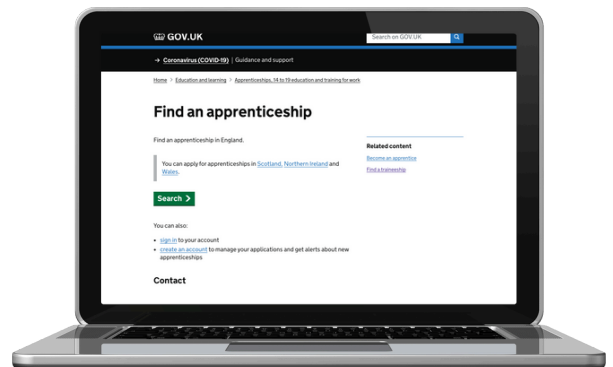 GOV.UK
Search on GOV.UK
→ Coronavirus (COVID-19) | Guidance and support
Home > Education and learning > Apprenticeships, 14 to 19 education and training for work
Find an apprenticeship
Find an apprenticeship in England.
You can apply for apprenticeships in Scotland, Northern Ireland and
Wales.
Search >
You can also:
• sign in to your account
• create an account to manage your applications and get alerts about new
apprenticeships
Contact
Related content
Become an apprentice
Find a traineeship